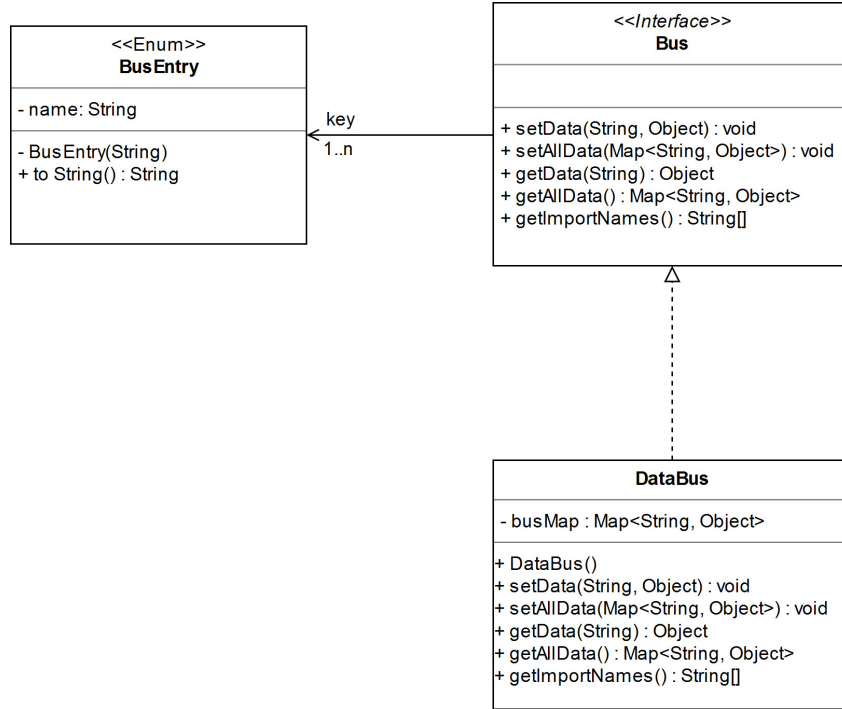 <<Enum>>
BusEntry
- name: String
- BusEntry(String)
+ to String() : String
key
1..n
<<Interface>>
Bus
+ setData(String, Object) : void
+ setAllData(Map<String, Object>) : void
+ getData(String) : Object
+ getAllData() : Map<String, Object>
+ getImportNames() : String[]
DataBus
- busMap : Map<String, Object>
+ DataBus()
+ setData(String, Object) : void
+ setAllData(Map<String, Object>) : void
+ getData(String) : Object
+ getAllData() : Map<String, Object>
+ getImportNames() : String[]